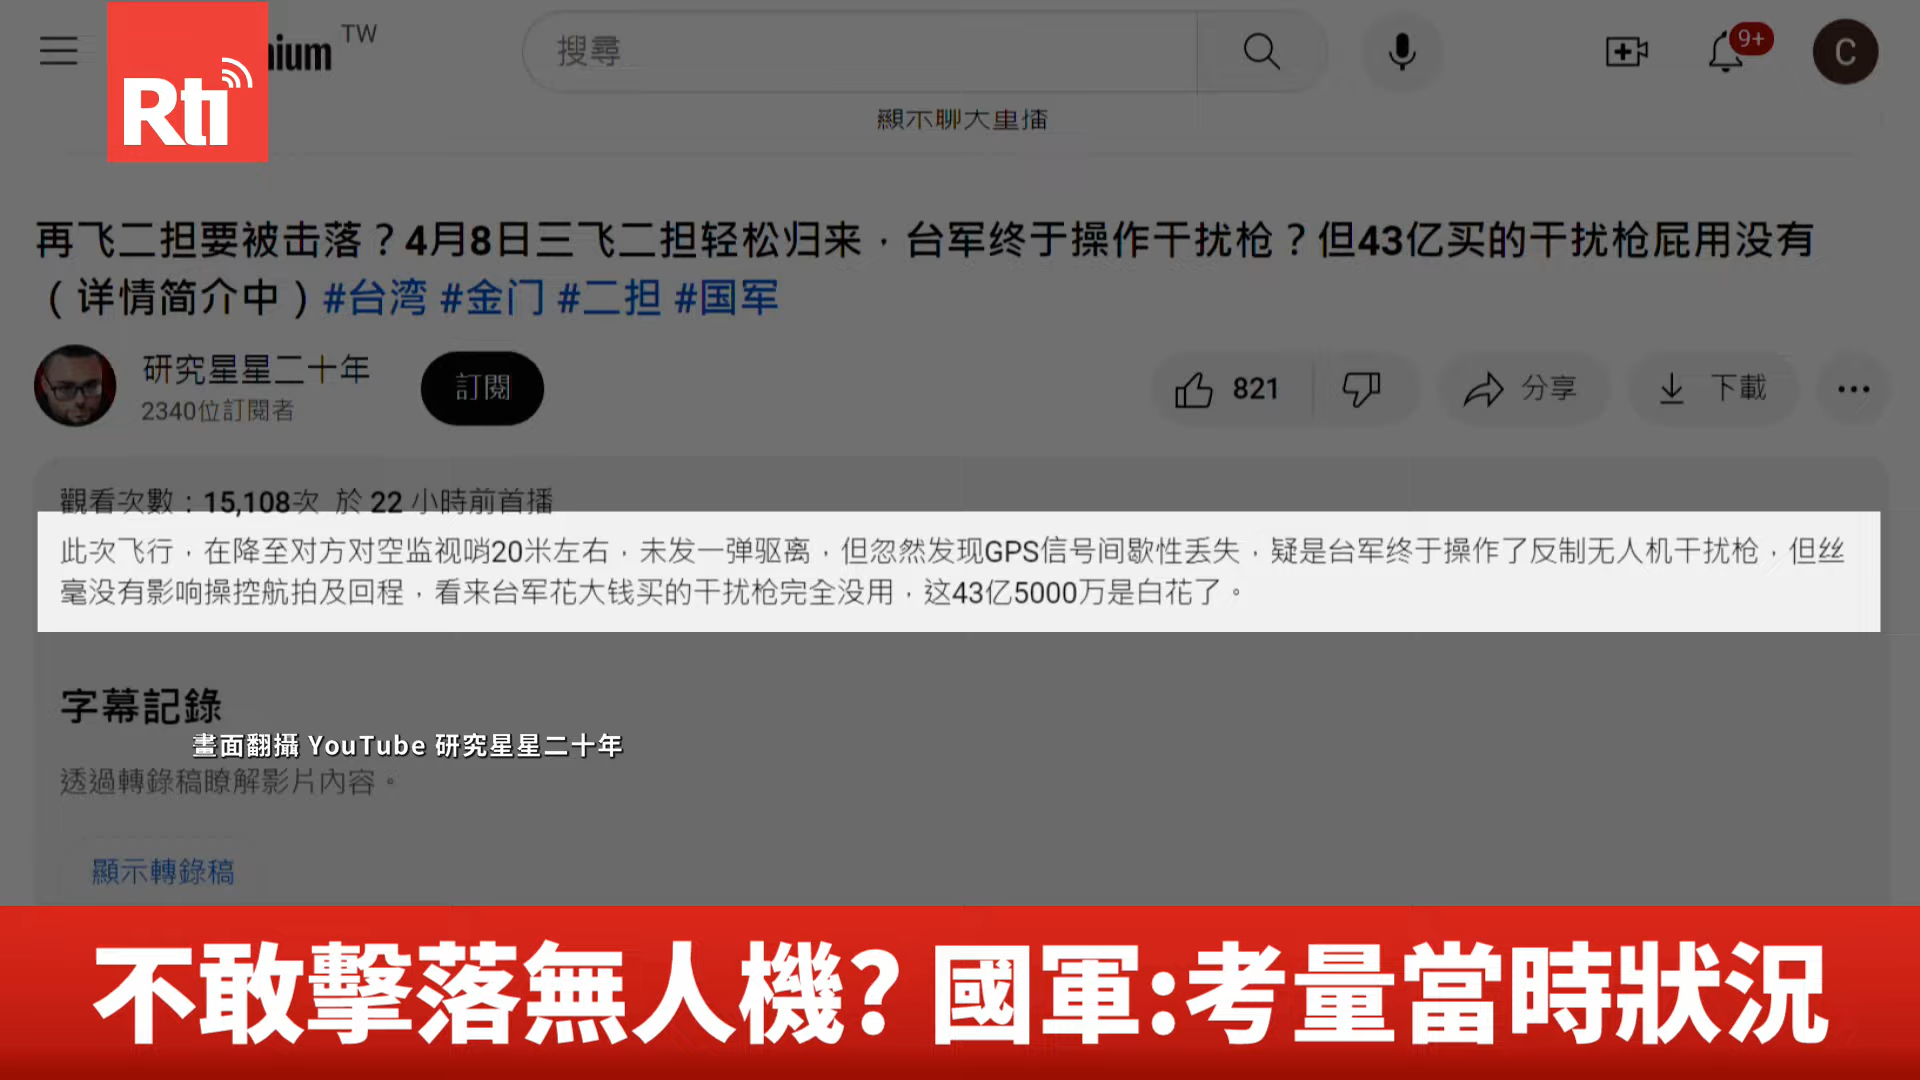 Rti
nium TW
搜尋
9+
C
顯示聊天重播
再飞二担要被击落？4月8日三飞二担轻松归来，台军终于操作干扰枪？但43亿买的干扰枪屁用没有
（详情简介中）#台湾 #金门 #二担 #国军
研究星星二十年
2340位訂閱者
訂閱
821
分享
下載
觀看次數：15,108次 於 22 小時前首播
此次飞行，在降至对方对空监视哨20米左右，未发一弹驱离，但忽然发现GPS信号间歇性丢失，疑是台军终于操作了反制无人机干扰枪，但丝
毫没有影响操控航拍及回程，看来台军花大钱买的干扰枪完全没用，这43亿5000万是白花了。
字幕記錄
畫面翻攝 YouTube 研究星星二十年
透過轉錄稿瞭解影片內容。
顯示轉錄稿
不敢擊落無人機? 國軍:考量當時狀況